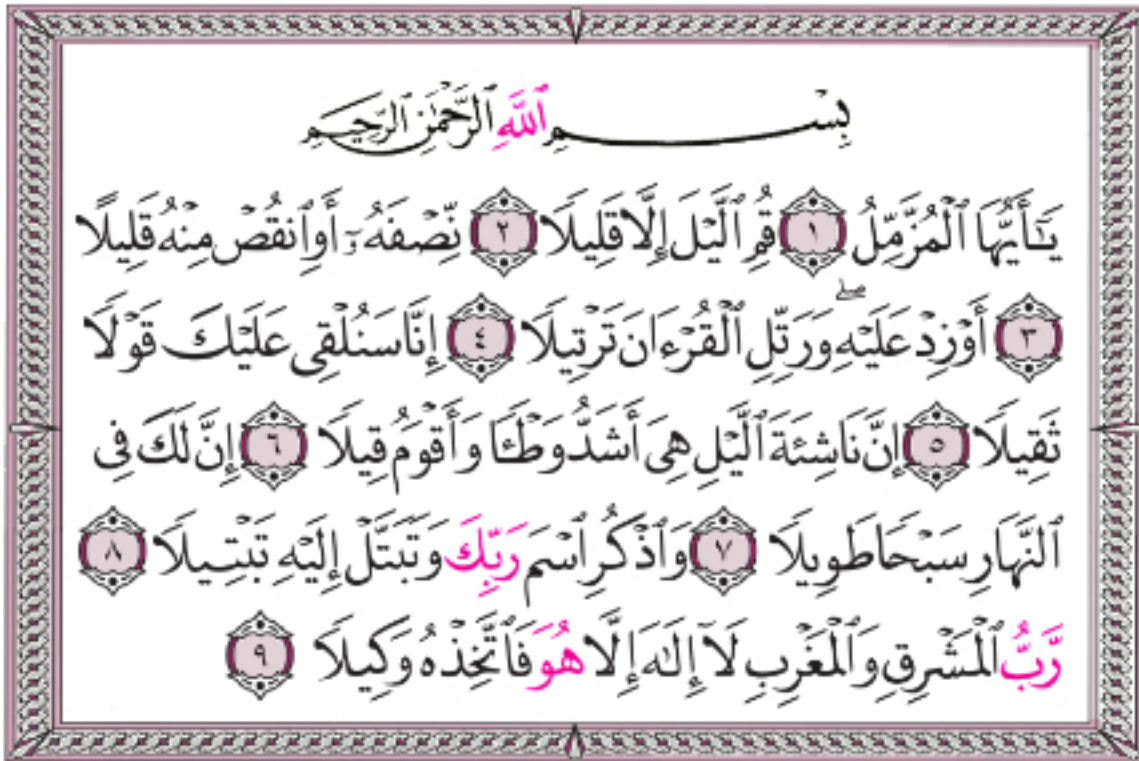 بِسْمِ ٱللَّهِ ٱلرَّحْمَٰنِ ٱلرَّحِيمِ
يَٰٓأَيُّهَا ٱلْمُزَّمِّلُ ١ قُمِ ٱلَّيْلَ إِلَّا قَلِيلًا ٢ نِّصْفَهُۥٓ أَوِ ٱنقُصْ مِنْهُ قَلِيلًا
٣ أَوْ زِدْ عَلَيْهِ ۖ وَرَتِّلِ ٱلْقُرْءَانَ تَرْتِيلًا ٤ إِنَّا سَنُلْقِى عَلَيْكَ قَوْلًا
ثَقِيلًا ٥ إِنَّ نَاشِئَةَ ٱلَّيْلِ هِىَ أَشَدُّ وَطْـًٔا وَأَقْوَمُ قِيلًا ٦ إِنَّ لَكَ فِى
ٱلنَّهَارِ سَبْحًا طَوِيلًا ٧ وَٱذْكُرِ ٱسْمَ رَبِّكَ وَتَبَتَّلْ إِلَيْهِ تَبْتِيلًا ٨
رَّبُّ ٱلْمَشْرِقِ وَٱلْمَغْرِبِ لَآ إِلَٰهَ إِلَّا هُوَ فَٱتَّخِذْهُ وَكِيلًا ٩